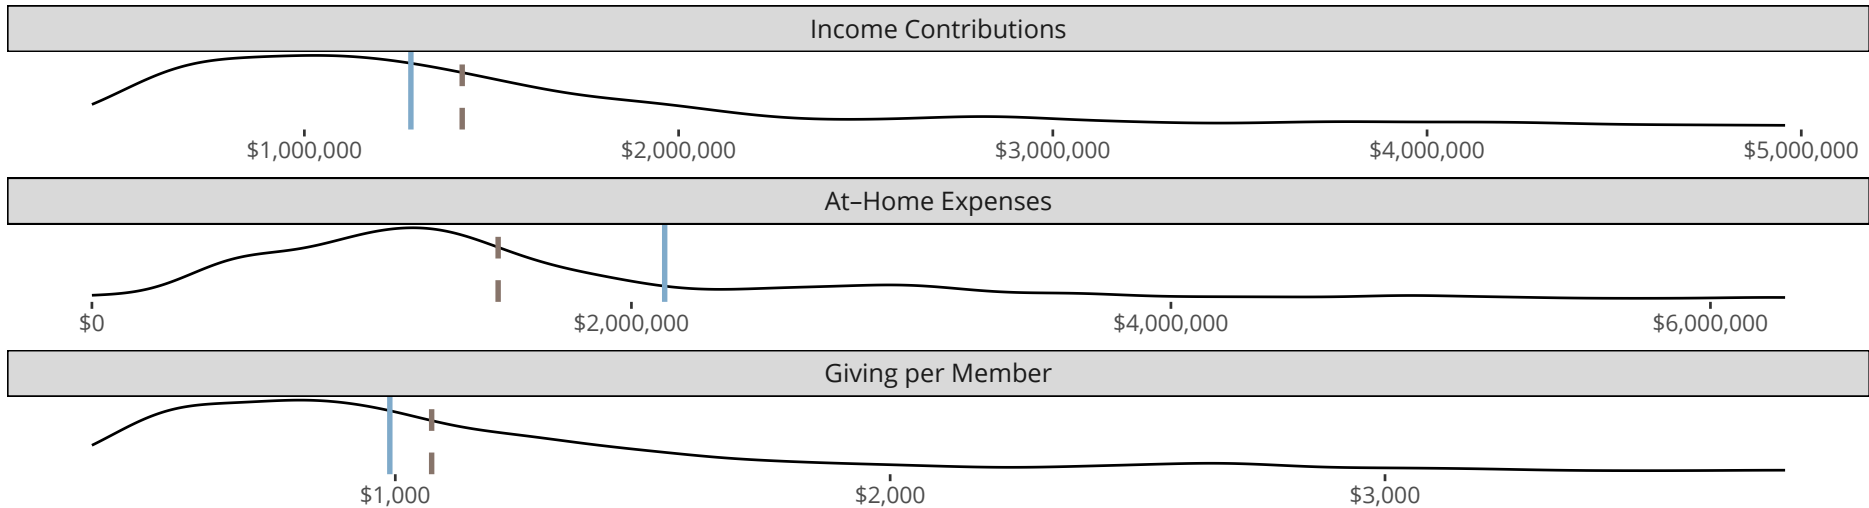 Income Contributions
$1,000,000 $2,000,000 $3,000,000 $4,000,000 $5,000,000
At–Home Expenses
$0 $2,000,000 $4,000,000 $6,000,000
Giving per Member
$1,000 $2,000 $3,000